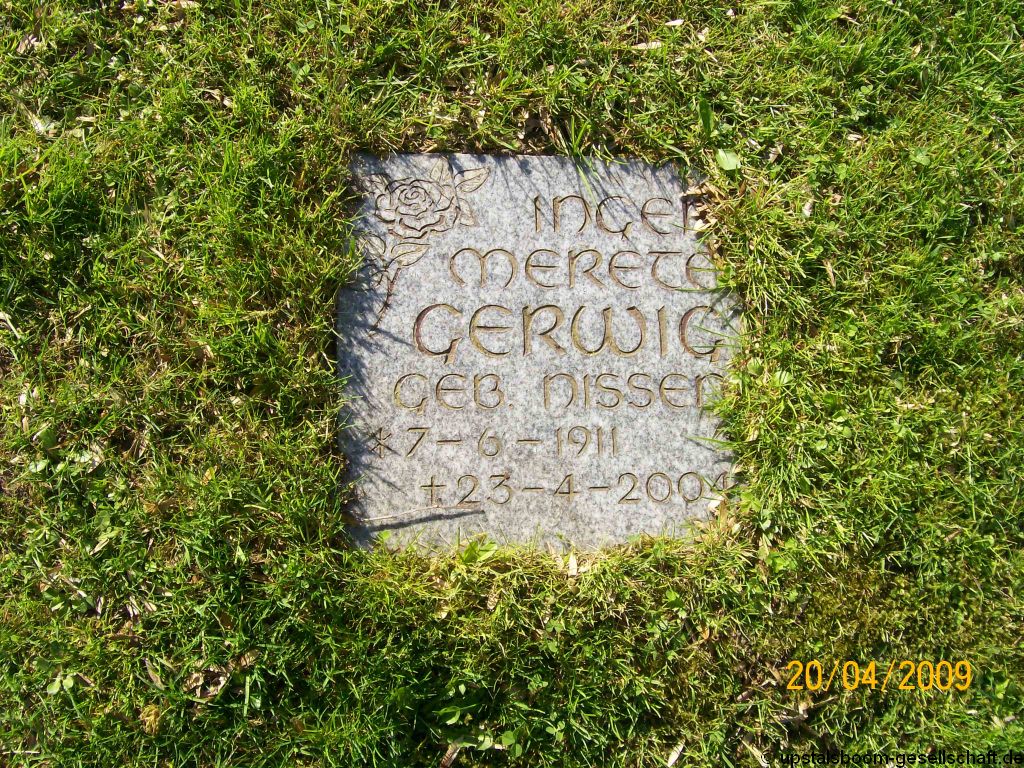 INGER
MERETE
GERWIG
GEB. NISSEN
* 7-6-1911
+ 23-4-2004
20/04/2009
© upstalsboom-gesellschaft.de